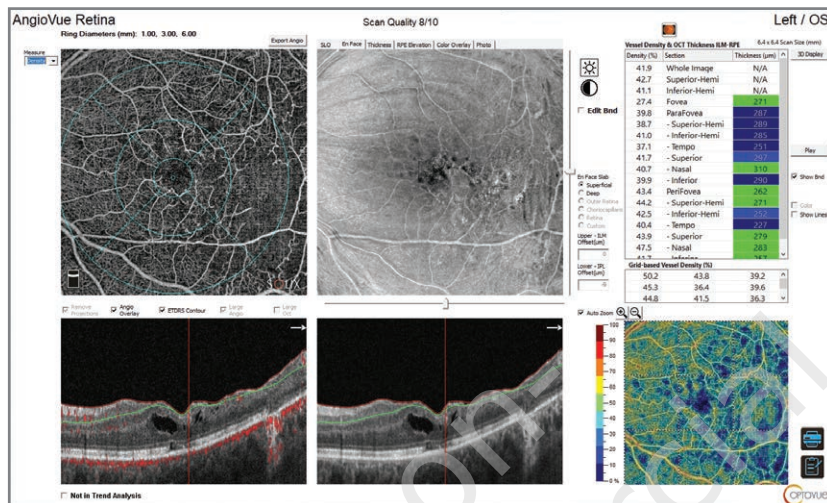 AngioVue Retina
Scan Quality 8/10
Left / OS
Ring Diameters (mm): 1.00, 3.00, 6.00
Export Angio
Measure
SLO
En Face
Thickness
RPE Elevation
Color Overlay
Photo
Edit Bnd
En Face Slab
Superficial
Deep
Outer Retina
Choriocapillaris
Retina
Custom
Upper - ILM
Offset(μm)
Lower - IPL
Offset(μm)
Vessel Density & OCT Thickness ILM-RPE
6.4 x 6.4 Scan Size (mm)
3D Display
Density (%) Section Thickness (μm)
41.9 Whole Image N/A
42.7 Superior-Hemi N/A
41.1 Inferior-Hemi N/A
27.4 Fovea 271
39.8 ParaFovea 287
38.7 - Superior-Hemi 289
41.0 - Inferior-Hemi 285
37.1 - Tempo 251
41.7 - Superior 297
40.7 - Nasal 310
39.9 - Inferior 290
43.4 PeriFovea 262
44.2 - Superior-Hemi 271
42.5 - Inferior-Hemi 252
40.4 - Tempo 227
43.9 - Superior 279
47.5 - Nasal 283
41.7 - Inferior 257
Play
Show Bnd
Color
Show Lines
Grid-based Vessel Density (%)
50.2 43.8 39.2
45.3 36.4 39.6
44.8 41.5 36.3
Remove Projections
Angio Overlay
ETDRS Contour
Large Angio
Large Oct
Auto Zoom
100
90
80
70
60
50
40
30
20
10
0
Not in Trend Analysis
OPTOVUE